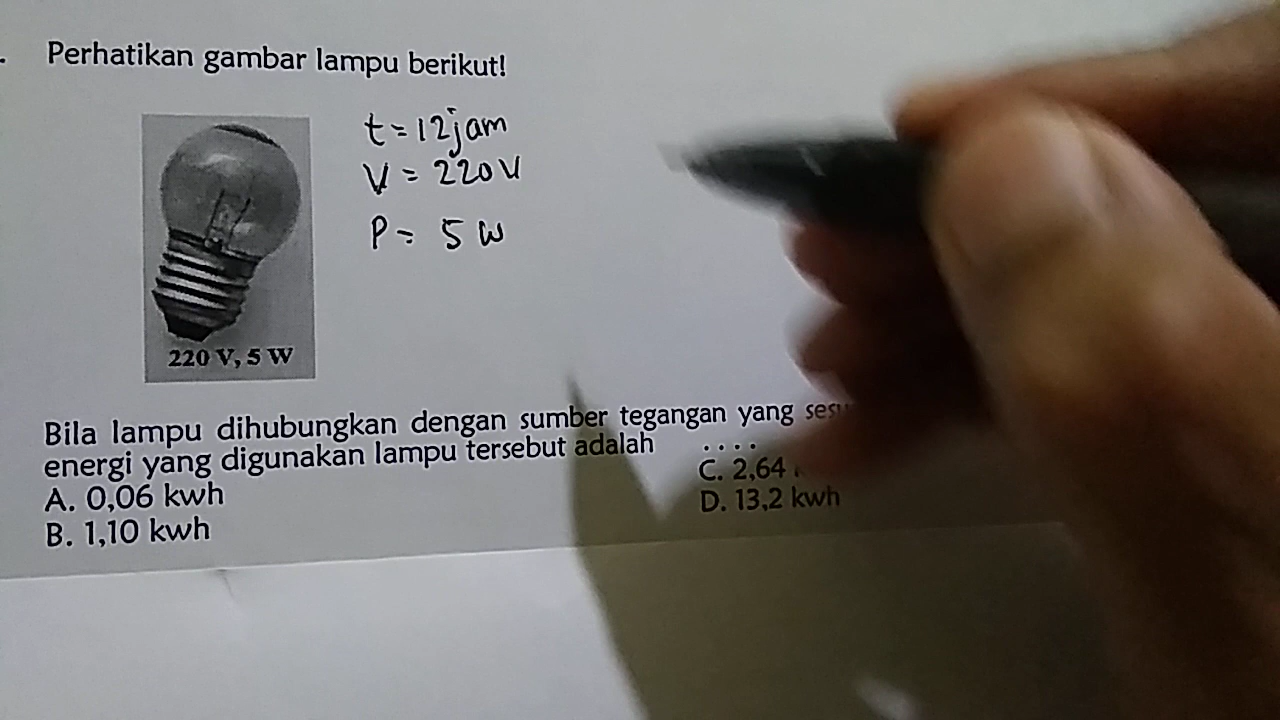 Perhatikan gambar lampu berikut!
t = 12 jam
V = 220 V
P = 5 W
220 V, 5 W
Bila lampu dihubungkan dengan sumber tegangan yang
energi yang digunakan lampu tersebut adalah ....
A. 0,06 kwh
B. 1,10 kwh
C. 2,64
D. 13,2 kwh